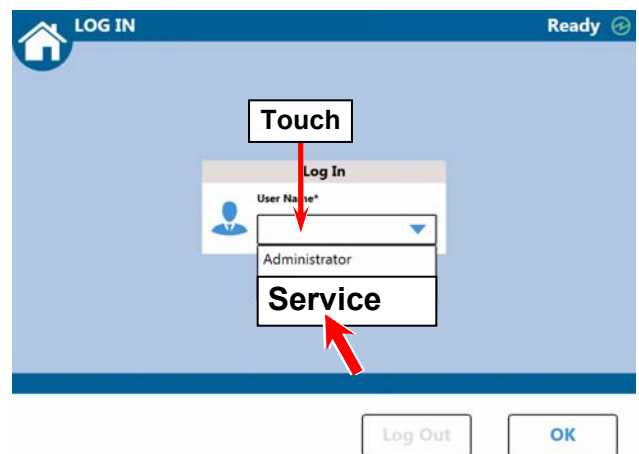 LOG IN
Ready
Touch
Log In
User Name*
Administrator
Service
Log Out
OK